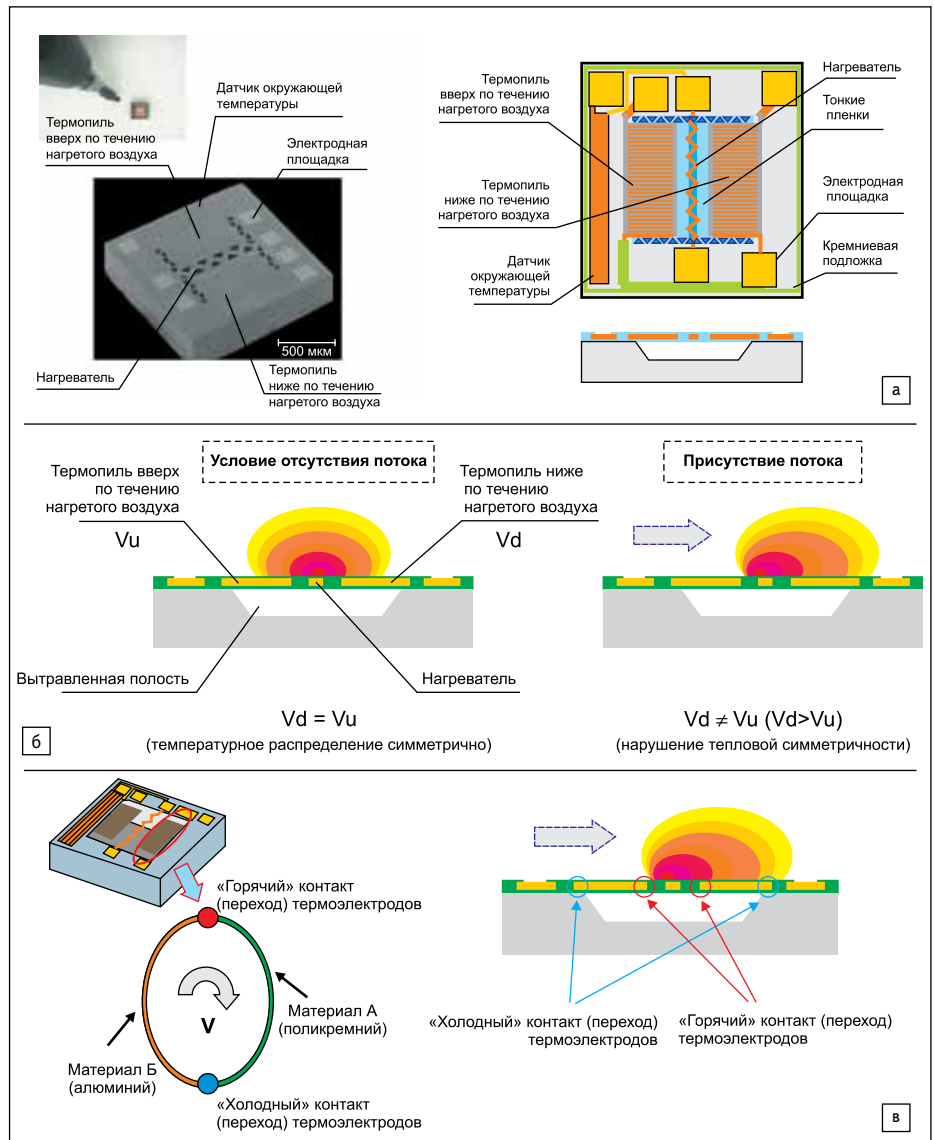 Датчик окружающей
температуры
Термопиль
вверх по течению
нагретого воздуха
Электродная
площадка
500 мкм
Нагреватель
Термопиль
ниже по течению
нагретого воздуха
Термопиль
вверх по течению
нагретого воздуха
Термопиль
ниже по течению
нагретого воздуха
Датчик
окружающей
температуры
Нагреватель
Тонкие
пленки
Электродная
площадка
Кремниевая
подложка
а
Условие отсутствия потока
Термопиль вверх
по течению
нагретого воздуха
Vu
Термопиль ниже
по течению
нагретого воздуха
Vd
Вытравленная полость
Нагреватель
Vd = Vu
(температурное распределение симметрично)
Присутствие потока
Vd ≠ Vu (Vd>Vu)
(нарушение тепловой симметричности)
б
«Горячий» контакт
(переход) термоэлектродов
V
Материал А
(поликремний)
Материал Б
(алюминий)
«Холодный» контакт
(переход) термоэлектродов
«Холодный» контакт (переход)
термоэлектродов
«Горячий» контакт (переход)
термоэлектродов
в